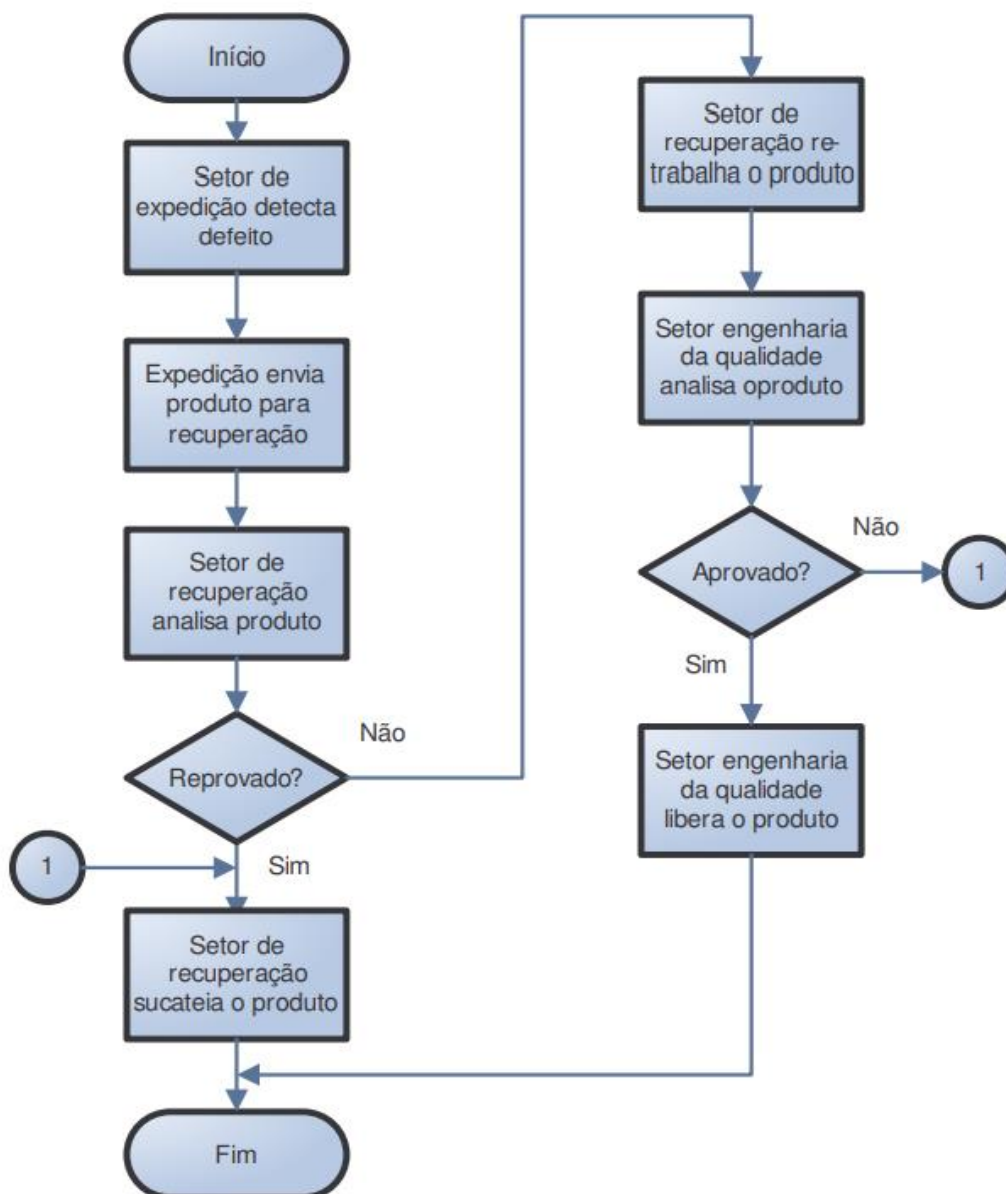 Início
Setor de
expedição detecta
defeito
Expedição envia
produto para
recuperação
Setor de
recuperação
analisa produto
Reprovado?
Não
1
Sim
Setor de
recuperação
sucateia o produto
Fim
Setor de
recuperação re-
trabalha o produto
Setor engenharia
da qualidade
analisa oproduto
Aprovado?
Não
1
Sim
Setor engenharia
da qualidade
libera o produto